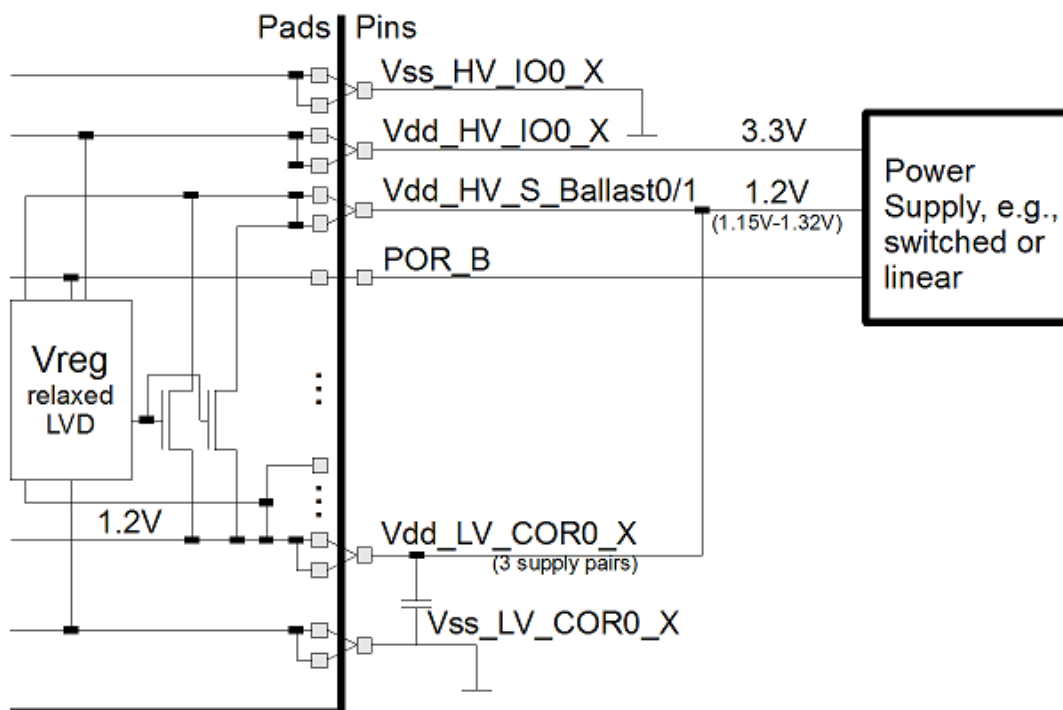 Pads Pins
Vss_HV_IO0_X
Vdd_HV_IO0_X
3.3V
Vdd_HV_S_Ballast0/1
1.2V
(1.15V-1.32V)
POR_B
Power
Supply, e.g.,
switched or
linear
Vreg
relaxed
LVD
1.2V
Vdd_LV_COR0_X
(3 supply pairs)
Vss_LV_COR0_X